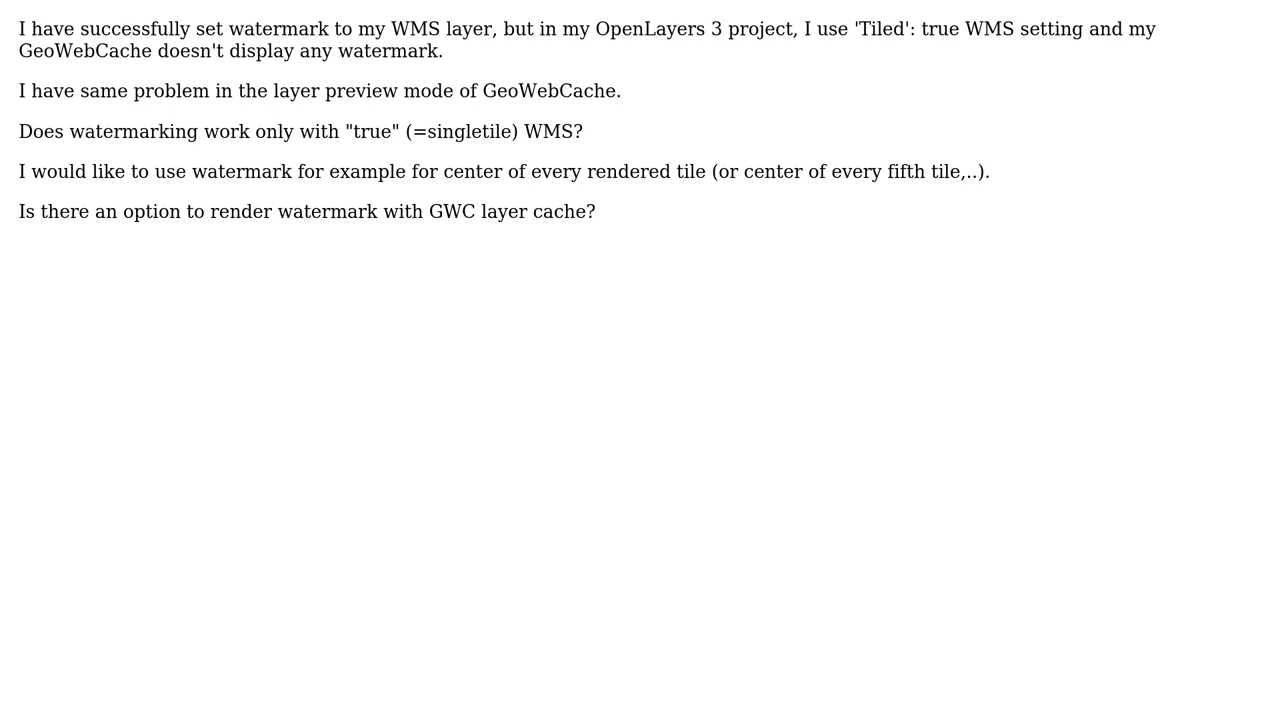 I have successfully set watermark to my WMS layer, but in my OpenLayers 3 project, I use 'Tiled': true WMS setting and my
GeoWebCache doesn't display any watermark.
I have same problem in the layer preview mode of GeoWebCache.
Does watermarking work only with "true" (=singletile) WMS?
I would like to use watermark for example for center of every rendered tile (or center of every fifth tile,..).
Is there an option to render watermark with GWC layer cache?